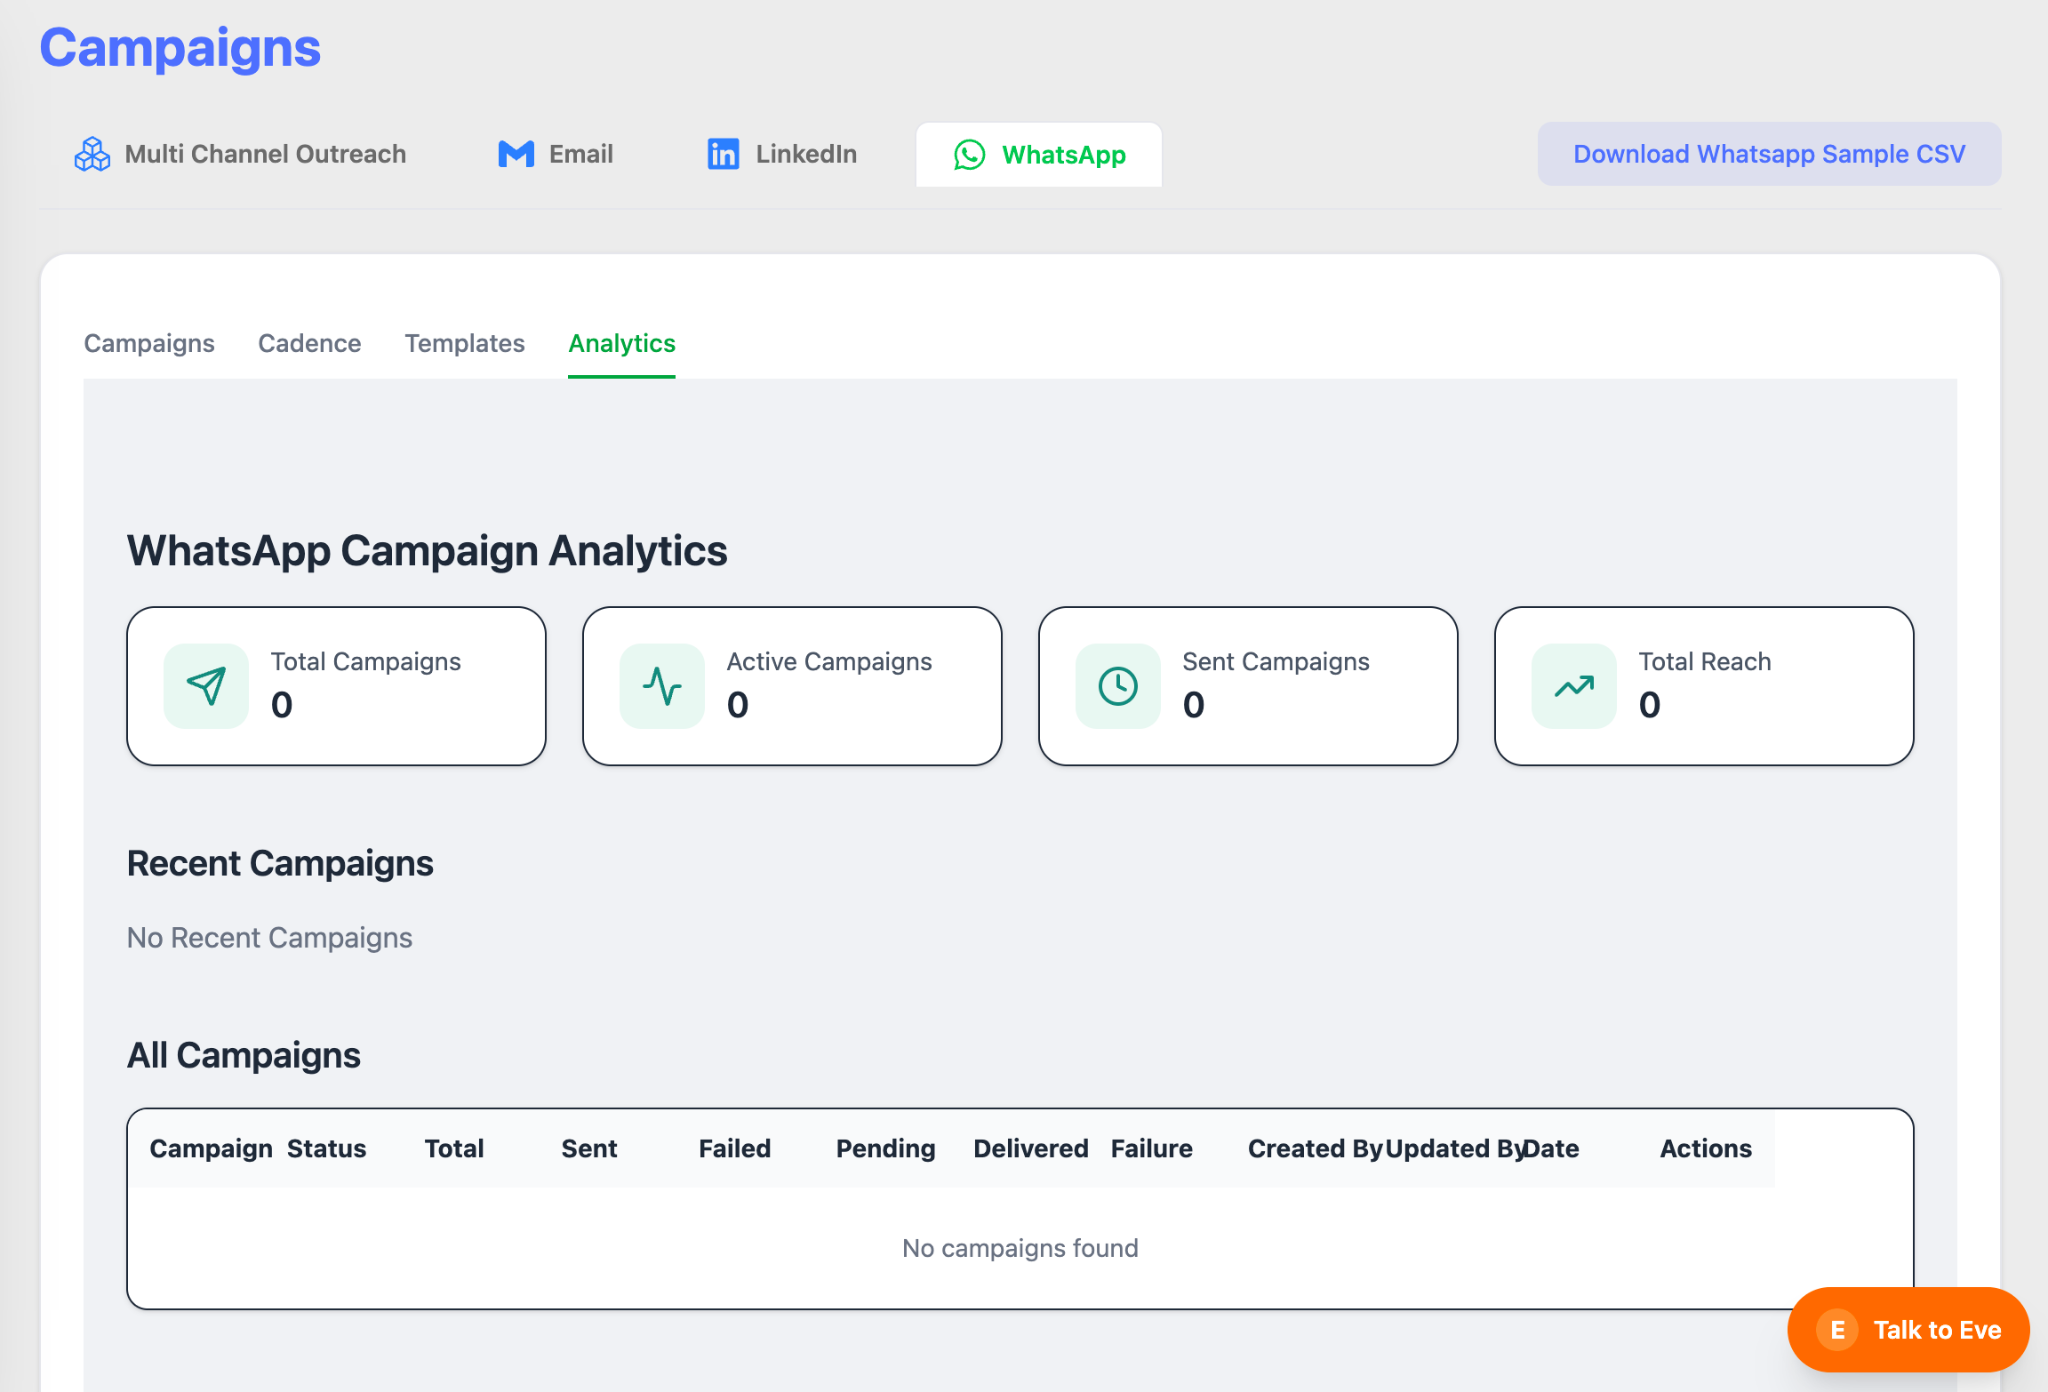 Campaigns
Multi Channel Outreach Email LinkedIn WhatsApp Download Whatsapp Sample CSV
Campaigns Cadence Templates Analytics
WhatsApp Campaign Analytics
Total Campaigns
0
Active Campaigns
0
Sent Campaigns
0
Total Reach
0
Recent Campaigns
No Recent Campaigns
All Campaigns
Campaign Status Total Sent Failed Pending Delivered Failure Created By Updated By Date Actions
No campaigns found
E Talk to Eve